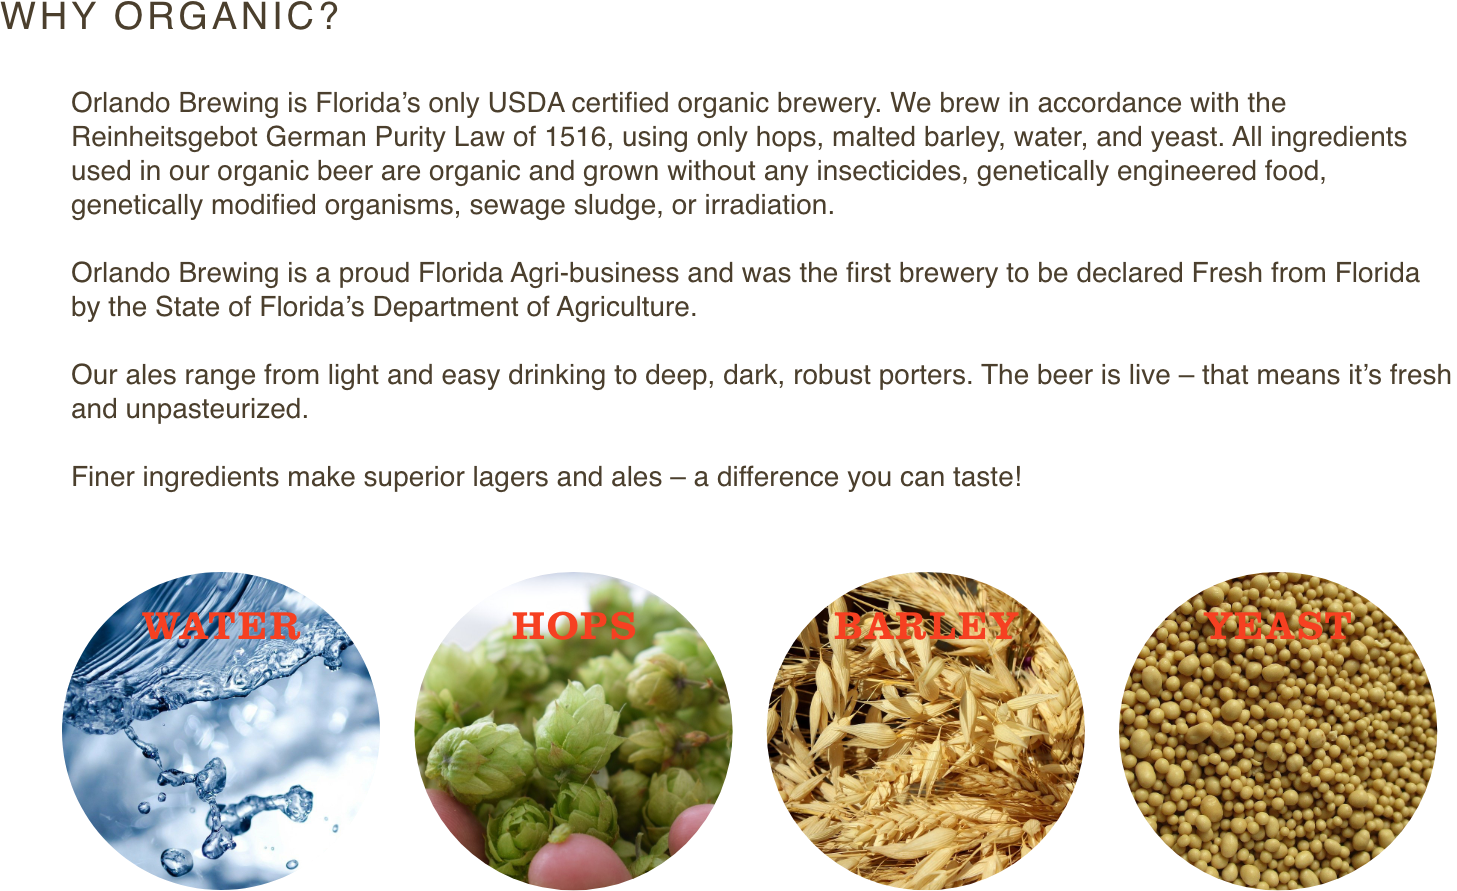 WHY ORGANIC?
Orlando Brewing is Florida’s only USDA certified organic brewery. We brew in accordance with the
Reinheitsgebot German Purity Law of 1516, using only hops, malted barley, water, and yeast. All ingredients
used in our organic beer are organic and grown without any insecticides, genetically engineered food,
genetically modified organisms, sewage sludge, or irradiation.
Orlando Brewing is a proud Florida Agri-business and was the first brewery to be declared Fresh from Florida
by the State of Florida’s Department of Agriculture.
Our ales range from light and easy drinking to deep, dark, robust porters. The beer is live – that means it’s fresh
and unpasteurized.
Finer ingredients make superior lagers and ales – a difference you can taste!
WATER
HOPS
BARLEY
YEAST